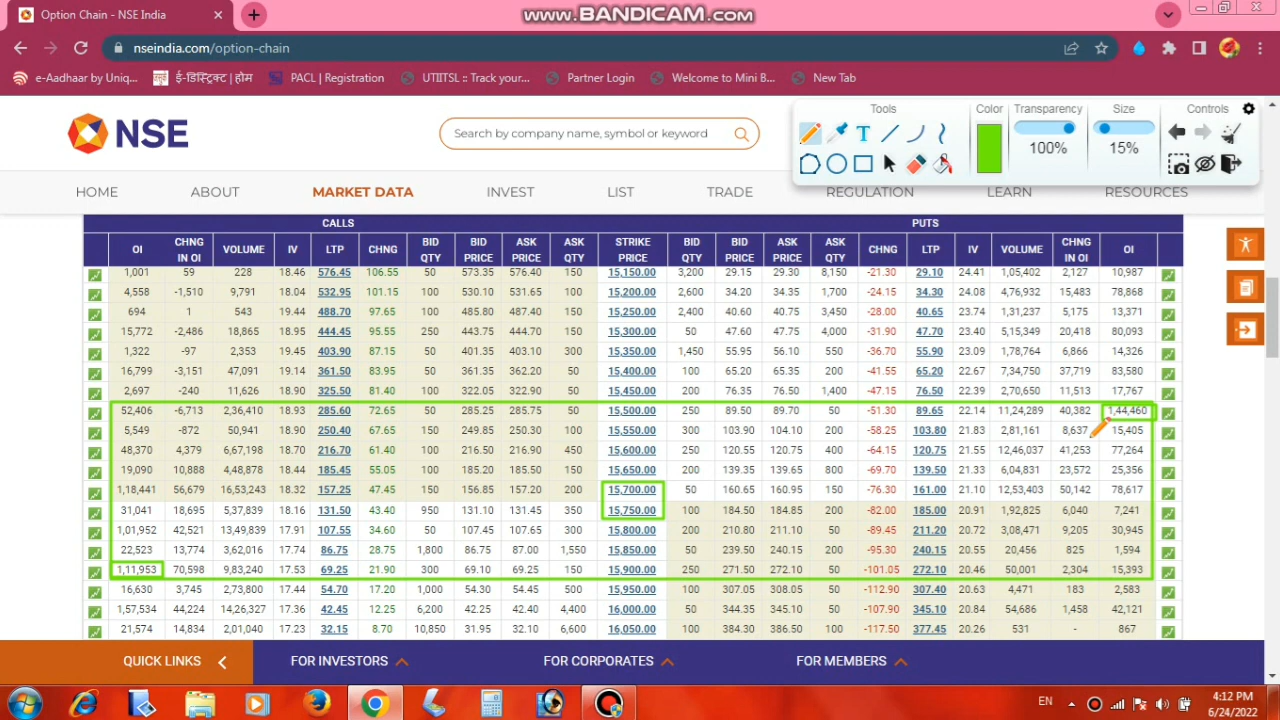 Option Chain - NSE India
www.BANDICAM.com
nseindia.com/option-chain
e-Aadhaar by Uniq... ई-डिस्ट्रिक्ट | होम PACL | Registration UTIITSL :: Track your... Partner Login Welcome to Mini B... New Tab
NSE
Search by company name, symbol or keyword
Tools Color Transparency Size Controls
T
100% 15%
HOME ABOUT MARKET DATA INVEST LIST TRADE REGULATION LEARN RESOURCES
CALLS PUTS
OI CHNG IN OI VOLUME IV LTP CHNG BID QTY BID PRICE ASK PRICE ASK QTY STRIKE PRICE BID QTY BID PRICE ASK PRICE ASK QTY CHNG LTP IV VOLUME CHNG IN OI OI
1,001 59 228 18.46 576.45 106.55 50 573.35 576.40 150 15,150.00 3,200 29.15 29.30 8,150 -21.30 29.10 24.41 1,05,402 2,127 10,987
4,558 -1,510 9,791 18.04 532.95 101.15 100 530.10 531.65 100 15,200.00 2,600 34.20 34.35 1,700 -24.15 34.30 24.08 4,76,932 15,483 78,868
694 1 544 18.44 488.70 97.65 100 485.80 487.40 150 15,250.00 2,400 40.60 40.75 3,450 -28.00 40.65 23.74 1,31,237 5,175 13,371
15,772 -2,486 18,865 18.95 444.45 95.55 250 443.75 444.70 150 15,300.00 50 47.60 47.75 4,000 -31.90 47.70 23.40 5,15,349 20,418 80,093
1,322 -97 2,353 19.45 403.90 87.15 50 401.35 403.10 300 15,350.00 1,450 55.95 56.10 550 -36.70 55.90 23.09 1,78,764 6,866 14,326
16,799 -3,151 47,091 19.14 361.50 83.95 50 361.35 362.20 50 15,400.00 100 65.20 65.35 200 -41.55 65.20 22.67 7,34,750 37,719 83,580
2,697 -240 11,626 18.90 325.50 81.40 100 322.05 322.90 50 15,450.00 200 76.35 76.35 1,400 -47.15 76.50 22.39 2,70,650 11,513 17,767
52,406 -6,713 2,36,410 18.93 285.60 72.65 50 285.25 285.75 50 15,500.00 250 89.50 89.70 50 -51.30 89.65 22.14 11,24,289 40,382 1,44,460
5,549 -872 50,941 18.90 250.40 67.65 150 249.85 250.30 100 15,550.00 300 103.90 104.10 200 -58.25 103.80 21.83 2,81,161 8,637 15,405
48,370 4,379 6,67,198 18.70 216.70 61.40 100 216.50 216.90 450 15,600.00 250 120.55 120.75 400 -64.15 120.75 21.55 12,46,037 41,253 77,264
19,090 10,888 4,48,878 18.44 185.45 55.05 100 185.20 185.50 150 15,650.00 200 139.35 139.65 800 -69.70 139.50 21.33 6,04,831 23,572 25,356
1,18,441 56,679 16,53,243 18.32 157.25 47.45 150 156.85 157.20 200 15,700.00 50 160.65 160.95 150 -76.30 161.00 21.10 12,53,403 50,142 78,617
31,041 18,695 5,37,839 18.16 131.50 43.40 950 131.10 131.45 350 15,750.00 100 184.50 184.85 200 -82.00 185.00 20.91 1,92,825 6,040 7,241
1,01,952 42,521 13,49,839 17.91 107.55 34.60 50 107.45 107.65 300 15,800.00 200 210.80 211.10 50 -89.45 211.20 20.72 3,08,471 9,205 30,945
22,523 13,774 3,62,016 17.74 86.75 28.75 1,800 86.75 87.00 1,550 15,850.00 50 239.50 240.15 200 -95.30 240.15 20.55 20,456 825 1,594
1,11,953 70,598 9,83,240 17.53 69.25 21.90 300 69.10 69.25 150 15,900.00 250 271.50 272.10 50 -101.05 272.10 20.46 50,001 2,304 15,393
16,630 3,745 2,73,800 17.44 54.70 17.20 1,000 54.30 54.45 500 15,950.00 100 307.05 308.05 50 -112.90 307.40 20.63 4,471 183 2,583
1,57,534 44,224 14,26,327 17.36 42.45 12.25 6,200 42.25 42.40 4,400 16,000.00 50 344.35 345.35 50 -107.90 345.10 20.84 54,686 1,458 42,121
21,574 14,834 2,01,040 17.23 32.15 8.70 10,850 31.95 32.10 6,600 16,050.00 100 384.30 386.50 100 -117.50 377.45 20.26 531 - 867
QUICK LINKS FOR INVESTORS FOR CORPORATES FOR MEMBERS
EN 4:12 PM
6/24/2022